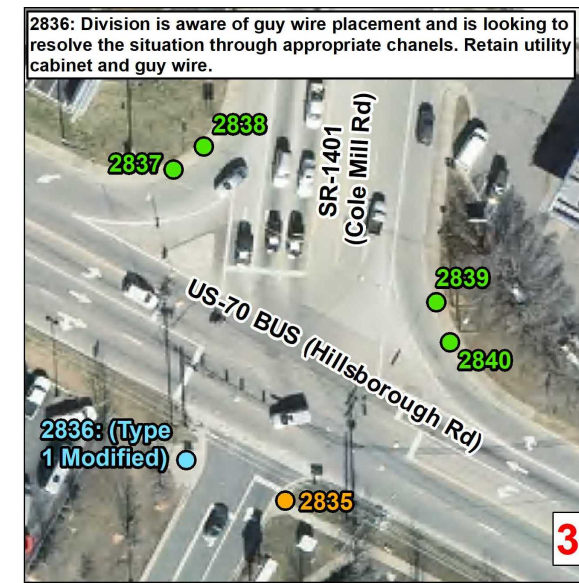 2836: Division is aware of guy wire placement and is looking to
resolve the situation through appropriate chanels. Retain utility
cabinet and guy wire.
2838
2837
SR-1401
(Cole Mill Rd)
2839
US-70 BUS (Hillsborough Rd)
2840
2836: (Type
1 Modified)
2835
3